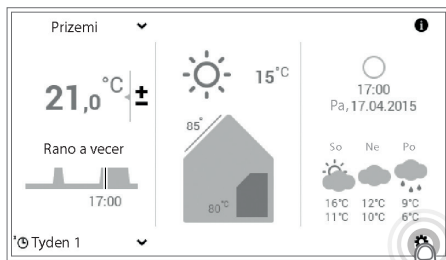 Prizemi
21,0 °C ±
Rano a vecer
17:00
Tyden 1
15°C
85°
80°C
17:00
Pa, 17.04.2015
So Ne Po
16°C 12°C 9°C
11°C 10°C 6°C